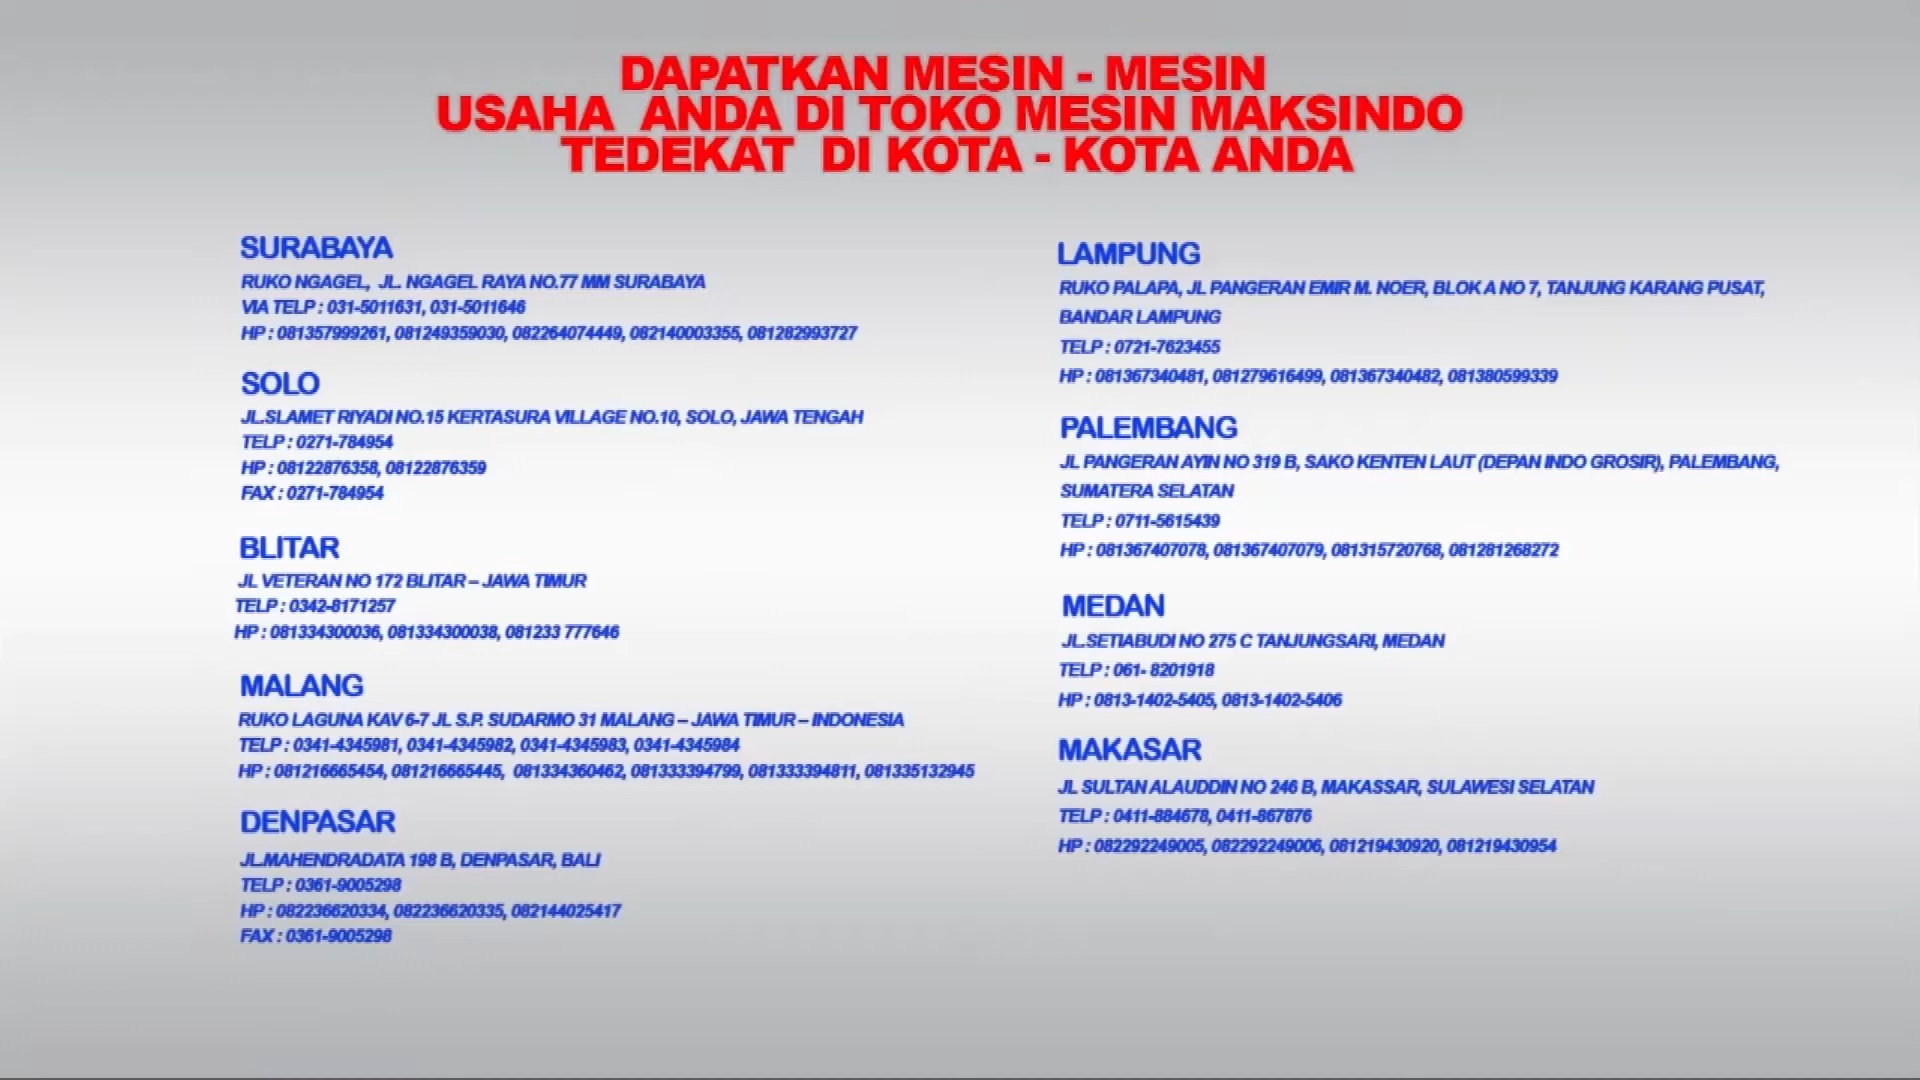 DAPATKAN MESIN - MESIN
USAHA ANDA DI TOKO MESIN MAKSINDO
TEDEKAT DI KOTA - KOTA ANDA
SURABAYA
RUKO NGAGEL, JL. NGAGEL RAYA NO.77 MM SURABAYA
VIA TELP : 031-5011631, 031-5011646
HP : 081357999261, 081249359030, 082264074449, 082140003355, 081282993727
SOLO
JL.SLAMET RIYADI NO.15 KERTASURA VILLAGE NO.10, SOLO, JAWA TENGAH
TELP : 0271-784954
HP : 08122876358, 08122876359
FAX : 0271-784954
BLITAR
JL VETERAN NO 172 BLITAR – JAWA TIMUR
TELP : 0342-8171257
HP : 081334300036, 081334300038, 081233 777646
MALANG
RUKO LAGUNA KAV 6-7 JL S.P. SUDARMO 31 MALANG – JAWA TIMUR – INDONESIA
TELP : 0341-4345981, 0341-4345982, 0341-4345983, 0341-4345984
HP : 081216665454, 081216665445, 081334360462, 081333394799, 081333394811, 081335132945
DENPASAR
JL.MAHENDRADATA 198 B, DENPASAR, BALI
TELP : 0361-9005298
HP : 082236620334, 082236620335, 082144025417
FAX : 0361-9005298
LAMPUNG
RUKO PALAPA, JL PANGERAN EMIR M. NOER, BLOK A NO 7, TANJUNG KARANG PUSAT,
BANDAR LAMPUNG
TELP : 0721-7623455
HP : 081367340481, 081279616499, 081367340482, 081380599339
PALEMBANG
JL PANGERAN AYIN NO 319 B, SAKO KENTEN LAUT (DEPAN INDO GROSIR), PALEMBANG,
SUMATERA SELATAN
TELP : 0711-5615439
HP : 081367407078, 081367407079, 081315720768, 081281268272
MEDAN
JL.SETIABUDI NO 275 C TANJUNGSARI, MEDAN
TELP : 061- 8201918
HP : 0813-1402-5405, 0813-1402-5406
MAKASAR
JL SULTAN ALAUDDIN NO 246 B, MAKASSAR, SULAWESI SELATAN
TELP : 0411-884678, 0411-867876
HP : 082292249005, 082292249006, 081219430920, 081219430954